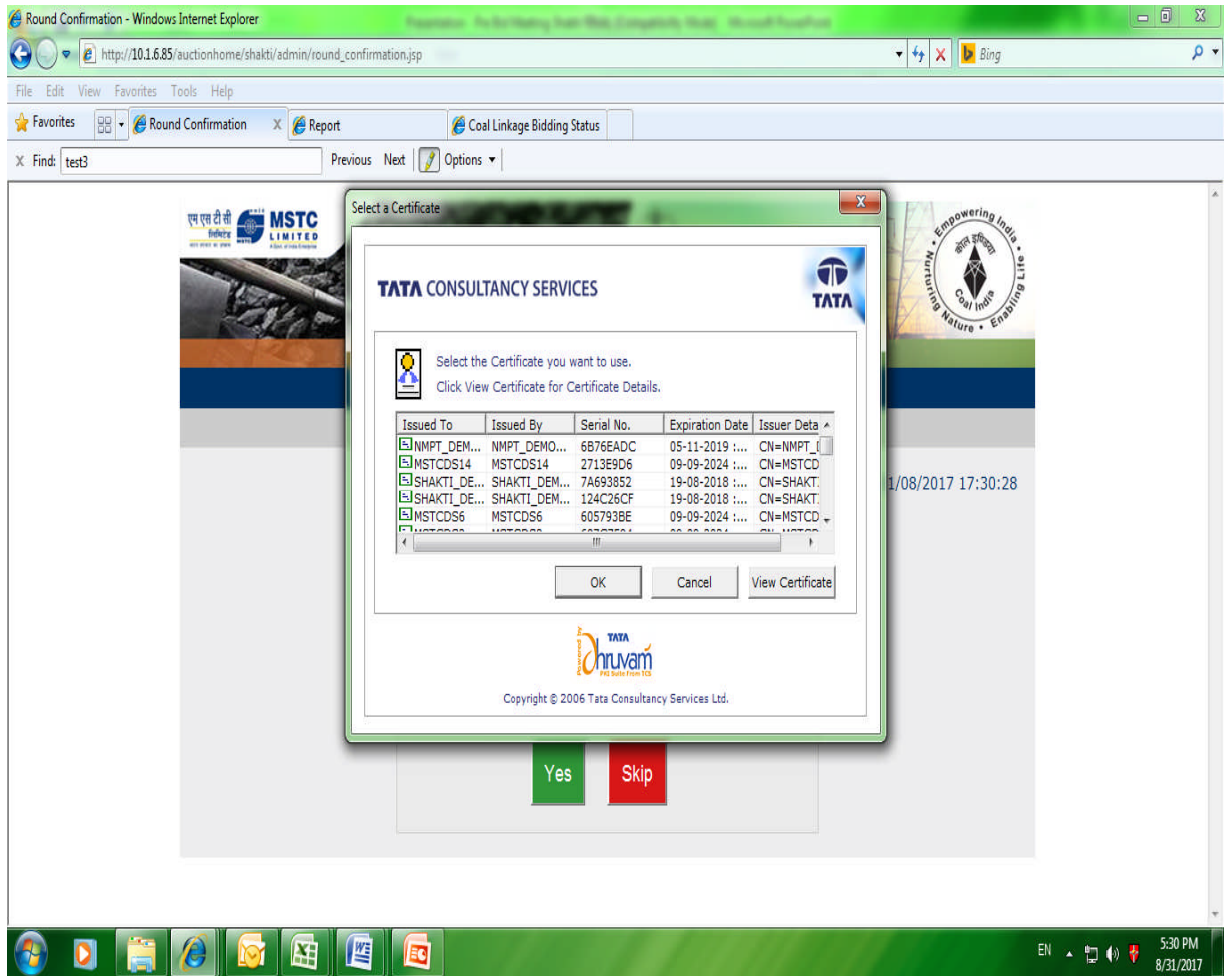 Round Confirmation - Windows Internet Explorer
http://10.1.6.85/auctionhome/shakti/admin/round_confirmation.jsp
Bing
File Edit View Favorites Tools Help
Favorites
Round Confirmation X
Report
Coal Linkage Bidding Status
X Find: test3
Previous Next Options
एम एस टी सी
लिमिटेड
MSTC
LIMITED
Select a Certificate
X
TATA CONSULTANCY SERVICES
TATA
Select the Certificate you want to use.
Click View Certificate for Certificate Details.
Issued To Issued By Serial No. Expiration Date Issuer Deta
NMPT_DEM... NMPT_DEMO... 6B76EADC 05-11-2019 :... CN=NMPT_
MSTCDS14 MSTCDS14 2713E9D6 09-09-2024 :... CN=MSTCD
SHAKTI_DE... SHAKTI_DEM... 7A693852 19-08-2018 :... CN=SHAKT
SHAKTI_DE... SHAKTI_DEM... 124C26CF 19-08-2018 :... CN=SHAKT
MSTCDS6 MSTCDS6 605793BE 09-09-2024 :... CN=MSTCD
OK
Cancel
View Certificate
Powered by
TATA
Dhruvam
PKI Suite From TCS
Copyright © 2006 Tata Consultancy Services Ltd.
Empowering India • Enabling Life • Nurturing Nature •
कोल इण्डिया
Coal India
1/08/2017 17:30:28
Yes
Skip
EN
5:30 PM
8/31/2017